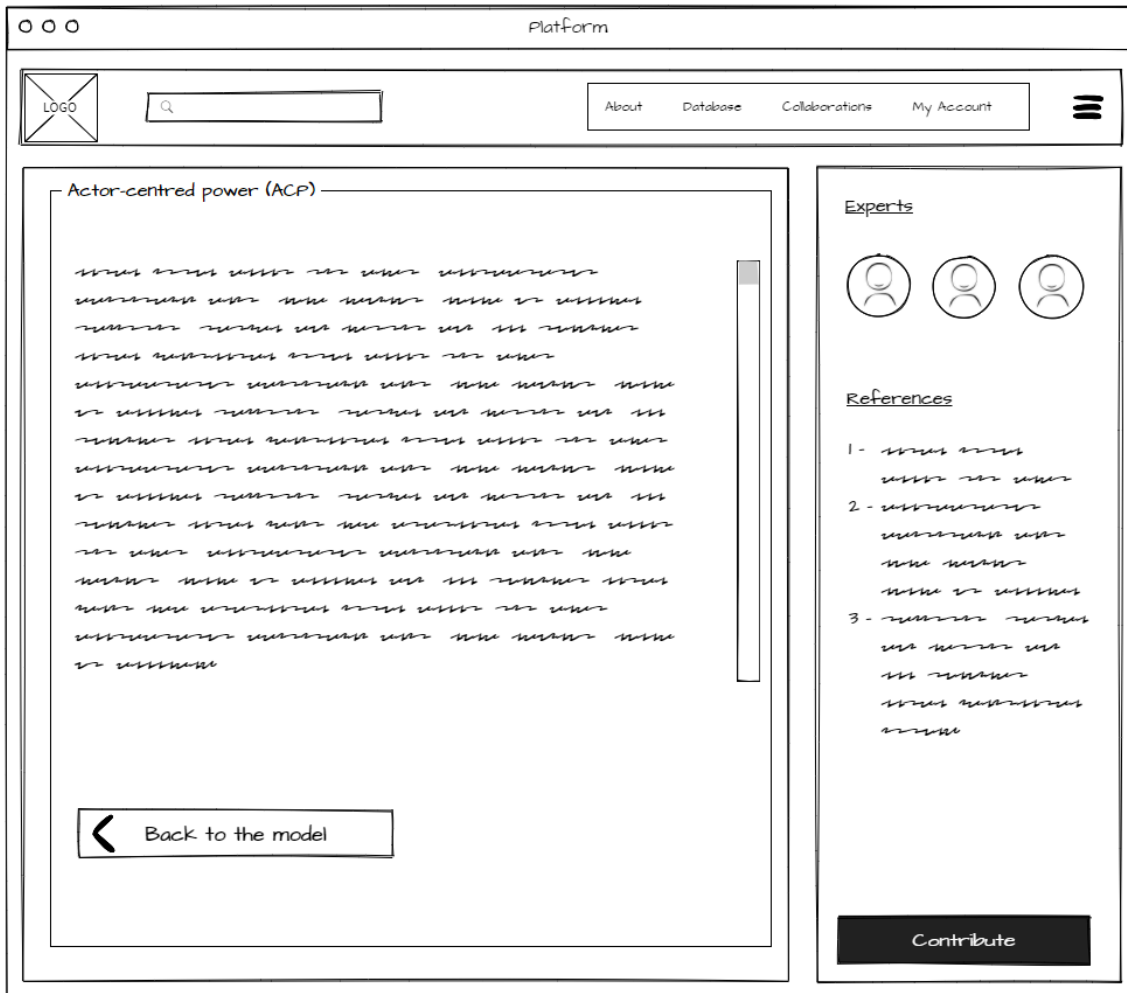 Platform
LOGO
About Database Collaborations My Account
Actor-centred power (ACP)
Experts
References
1 -
2 -
3 -
Back to the model
Contribute